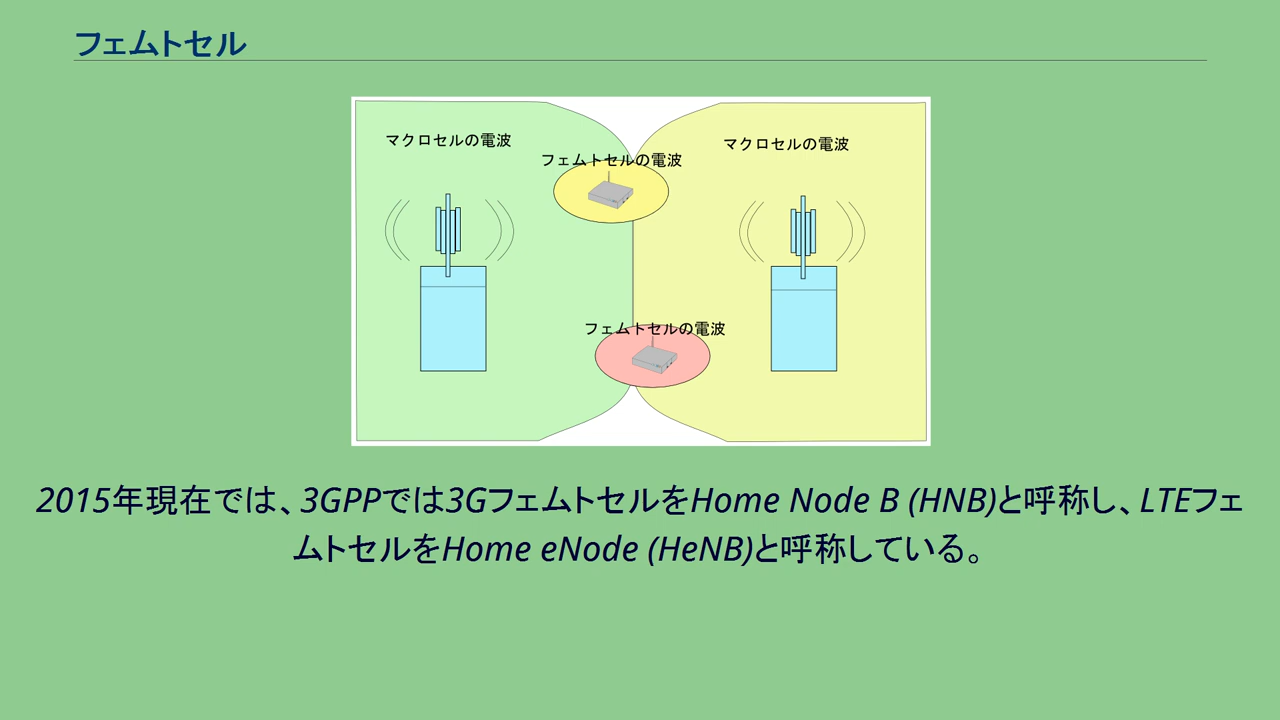 フェムトセル
マクロセルの電波
マクロセルの電波
フェムトセルの電波
フェムトセルの電波
2015年現在では、3GPPでは3GフェムトセルをHome Node B (HNB)と呼称し、LTEフェ
ムトセルをHome eNode (HeNB)と呼称している。